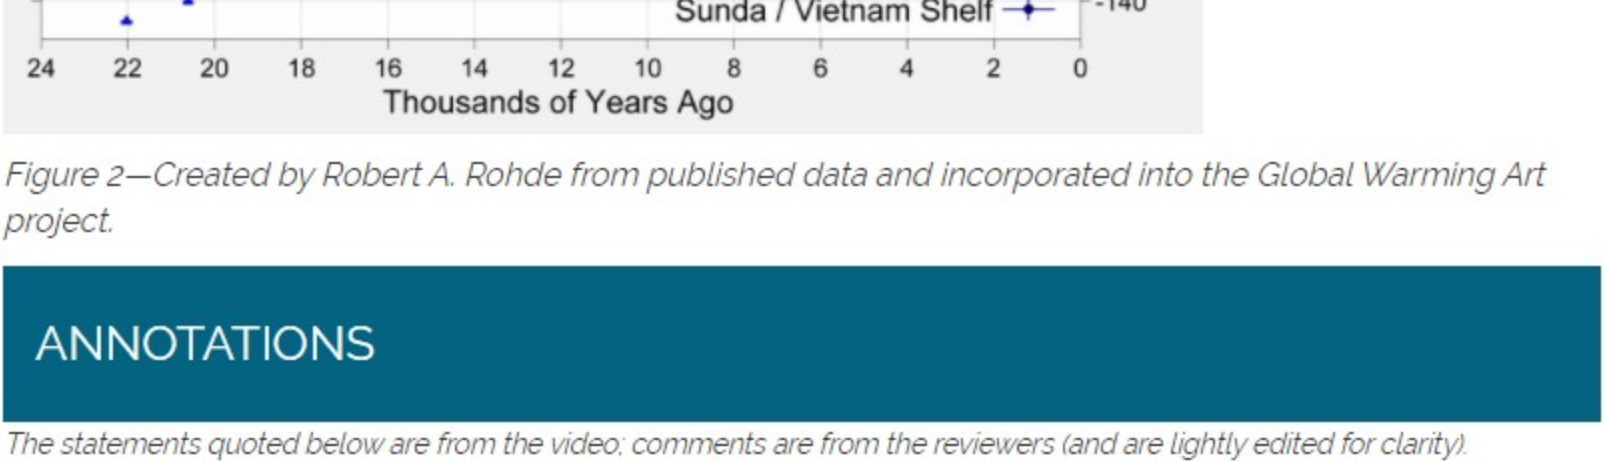 Sunda / Vietnam Shelf
-140
24 22 20 18 16 14 12 10 8 6 4 2 0
Thousands of Years Ago
Figure 2—Created by Robert A. Rohde from published data and incorporated into the Global Warming Art
project.
ANNOTATIONS
The statements quoted below are from the video; comments are from the reviewers (and are lightly edited for clarity).